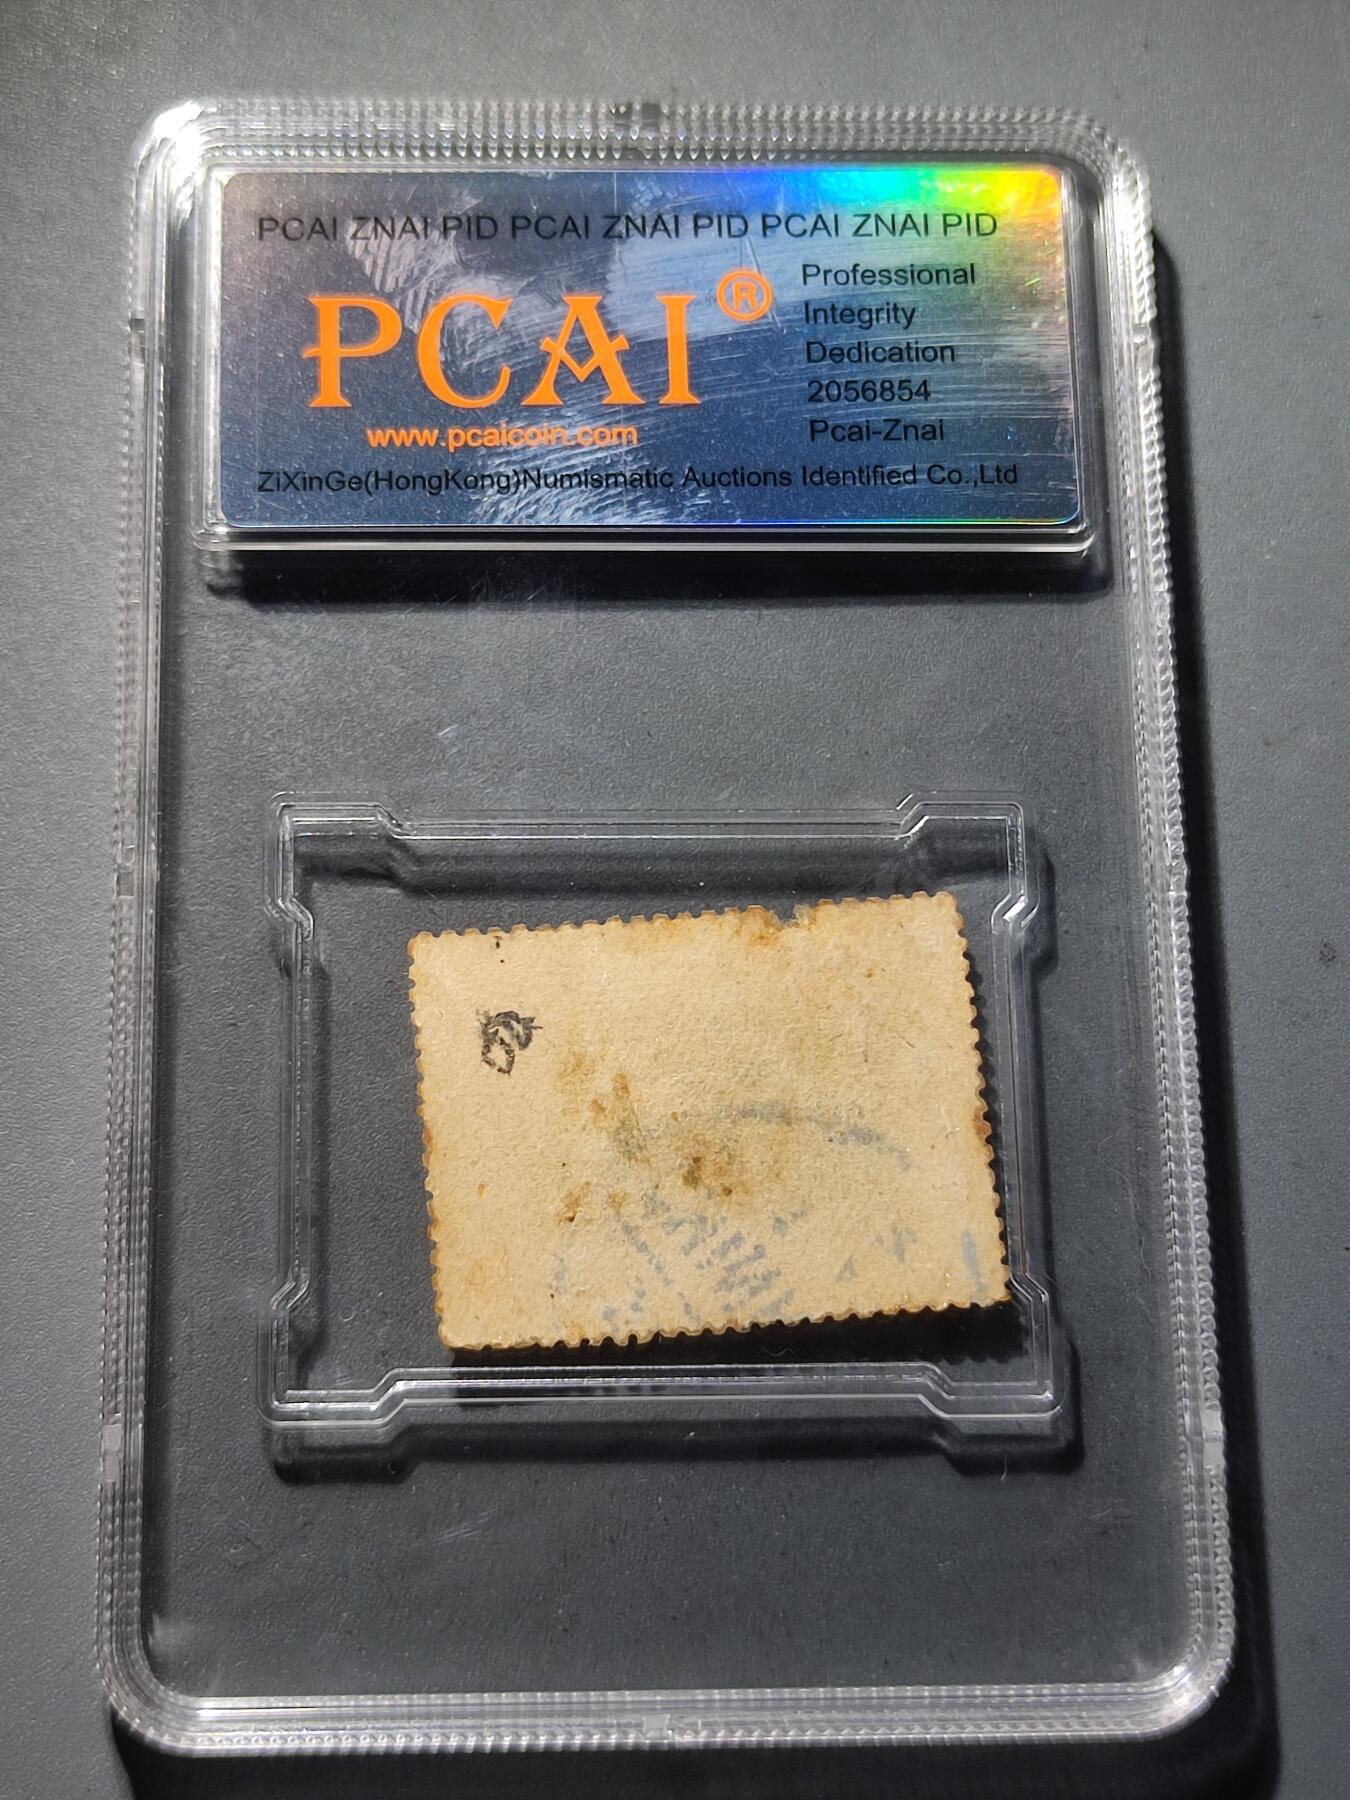 PCAI ZNAI PID PCAI ZNAI PID PCAI ZNAI PID
PCAI®
www.pcaicoin.com
Professional
Integrity
Dedication
2056854
Pcai-Znai
ZiXinGe(HongKong)Numismatic Auctions Identified Co.,Ltd